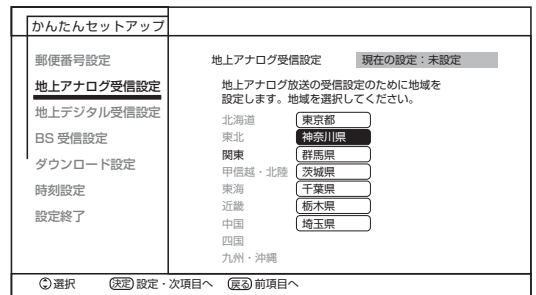 かんたんセットアップ
郵便番号設定
地上アナログ受信設定
地上デジタル受信設定
BS 受信設定
ダウンロード設定
時刻設定
設定終了
地上アナログ受信設定 現在の設定：未設定
地上アナログ放送の受信設定のために地域を
設定します。地域を選択してください。
北海道 東京都
東北 神奈川県
関東 群馬県
甲信越・北陸 茨城県
東海 千葉県
近畿 栃木県
中国 埼玉県
四国
九州・沖縄
選択 決定 設定・次項目へ 戻る 前項目へ